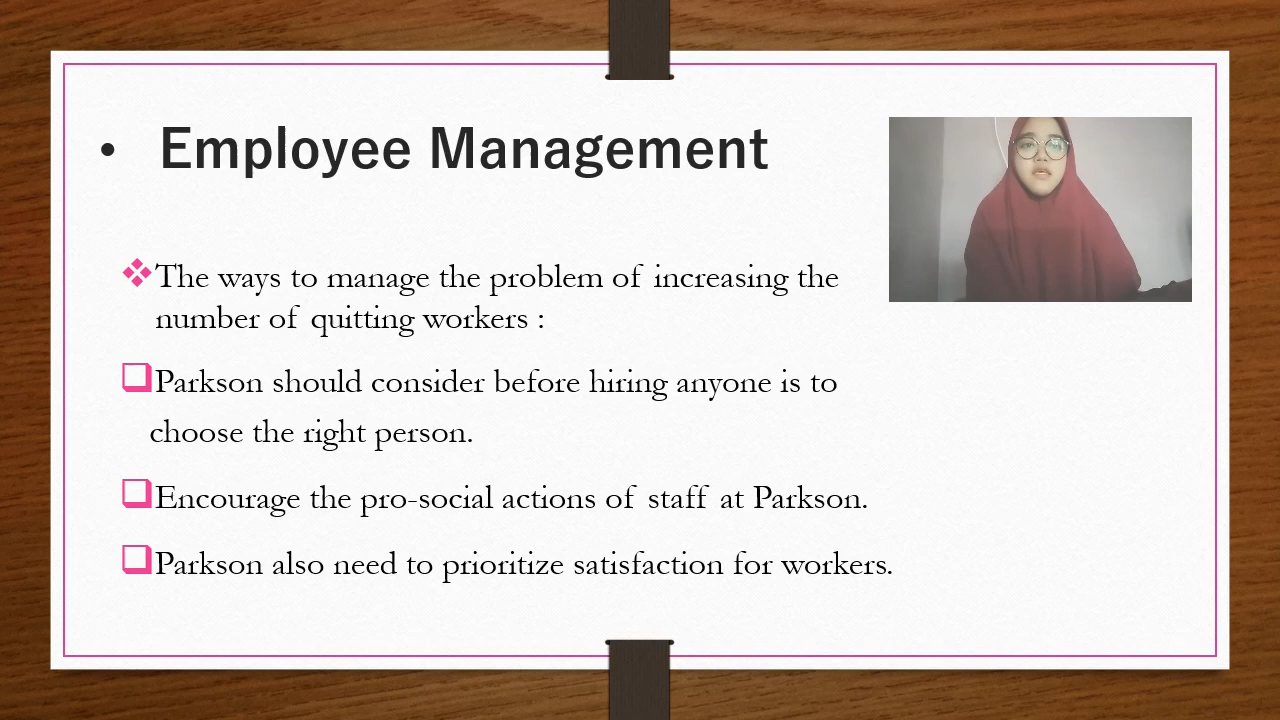 • Employee Management
❖The ways to manage the problem of increasing the
number of quitting workers :
❑Parkson should consider before hiring anyone is to
choose the right person.
❑Encourage the pro-social actions of staff at Parkson.
❑Parkson also need to prioritize satisfaction for workers.